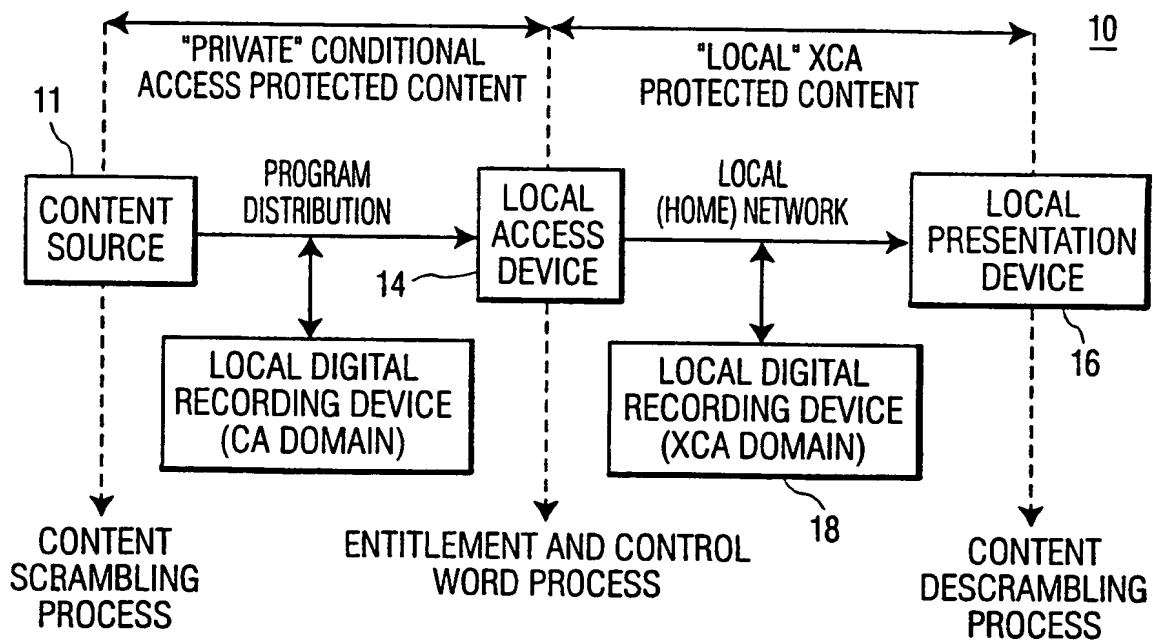 10
"PRIVATE" CONDITIONAL
ACCESS PROTECTED CONTENT
"LOCAL" XCA
PROTECTED CONTENT
11
CONTENT
SOURCE
PROGRAM
DISTRIBUTION
LOCAL
ACCESS
DEVICE
14
LOCAL
(HOME) NETWORK
LOCAL
PRESENTATION
DEVICE
16
LOCAL DIGITAL
RECORDING DEVICE
(CA DOMAIN)
LOCAL DIGITAL
RECORDING DEVICE
(XCA DOMAIN)
18
CONTENT
SCRAMBLING
PROCESS
ENTITLEMENT AND CONTROL
WORD PROCESS
CONTENT
DESCRAMBLING
PROCESS